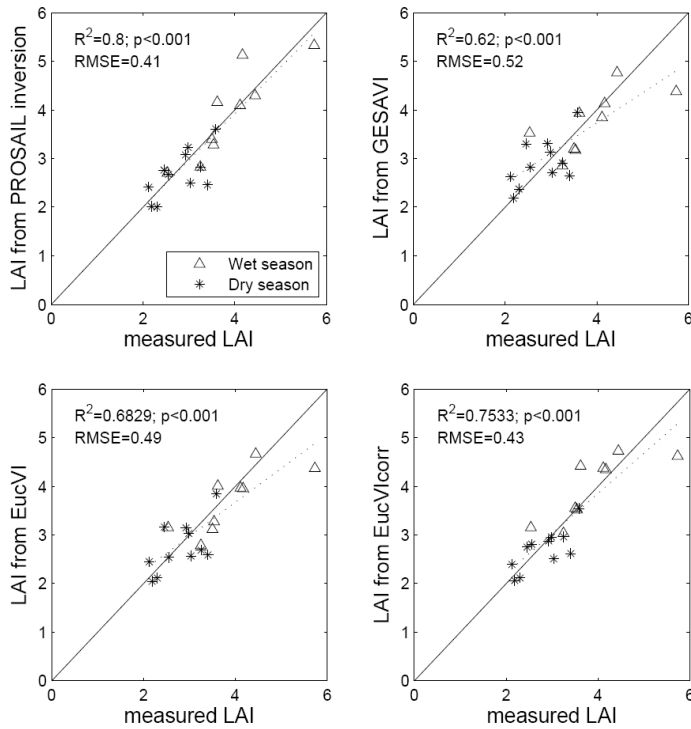 R²=0.8; p<0.001
RMSE=0.41
LAI from PROSAIL inversion
6
5
4
3
2
1
0
Wet season
Dry season
0 2 4 6
measured LAI
R²=0.62; p<0.001
RMSE=0.52
LAI from GESAVI
6
5
4
3
2
1
0
0 2 4 6
measured LAI
R²=0.6829; p<0.001
RMSE=0.49
LAI from EucVI
6
5
4
3
2
1
0
0 2 4 6
measured LAI
R²=0.7533; p<0.001
RMSE=0.43
LAI from EucVIcorr
6
5
4
3
2
1
0
0 2 4 6
measured LAI